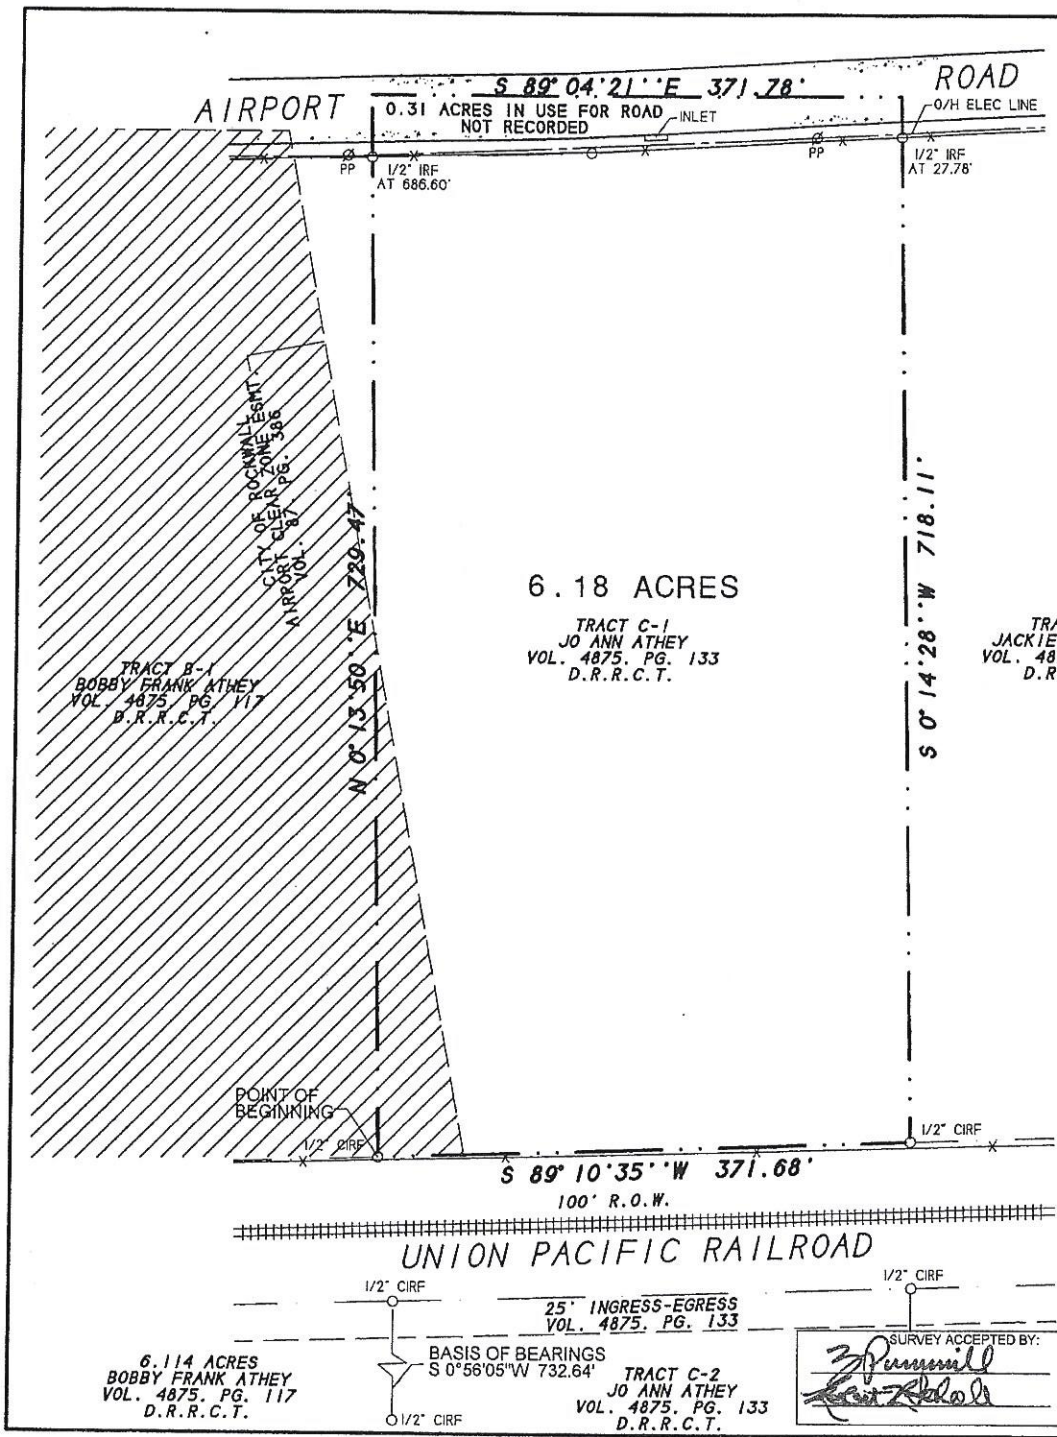 S 89°04'21''E 371.78'
AIRPORT
ROAD
0.31 ACRES IN USE FOR ROAD
NOT RECORDED
INLET
O/H ELEC LINE
PP
1/2" IRF
AT 686.60'
PP
1/2" IRF
AT 27.78'
CITY OF ROCKWALL
AIRPORT CLEAR ZONE ESMT.
VOL. 87, PG. 386
N 0°13'50''E 729.47'
6.18 ACRES
TRACT C-1
JO ANN ATHEY
VOL. 4875, PG. 133
D.R.R.C.T.
S 0°14'28''W 718.11'
TRA
JACKIE
VOL. 48
D.R
TRACT B-1
BOBBY FRANK ATHEY
VOL. 4875, PG. 117
D.R.R.C.T.
POINT OF
BEGINNING
1/2" CIRF
1/2" CIRF
S 89°10'35''W 371.68'
100' R.O.W.
UNION PACIFIC RAILROAD
1/2" CIRF
1/2" CIRF
25' INGRESS-EGRESS
VOL. 4875, PG. 133
BASIS OF BEARINGS
S 0°56'05"W 732.64'
1/2" CIRF
6.114 ACRES
BOBBY FRANK ATHEY
VOL. 4875, PG. 117
D.R.R.C.T.
TRACT C-2
JO ANN ATHEY
VOL. 4875, PG. 133
D.R.R.C.T.
SURVEY ACCEPTED BY: